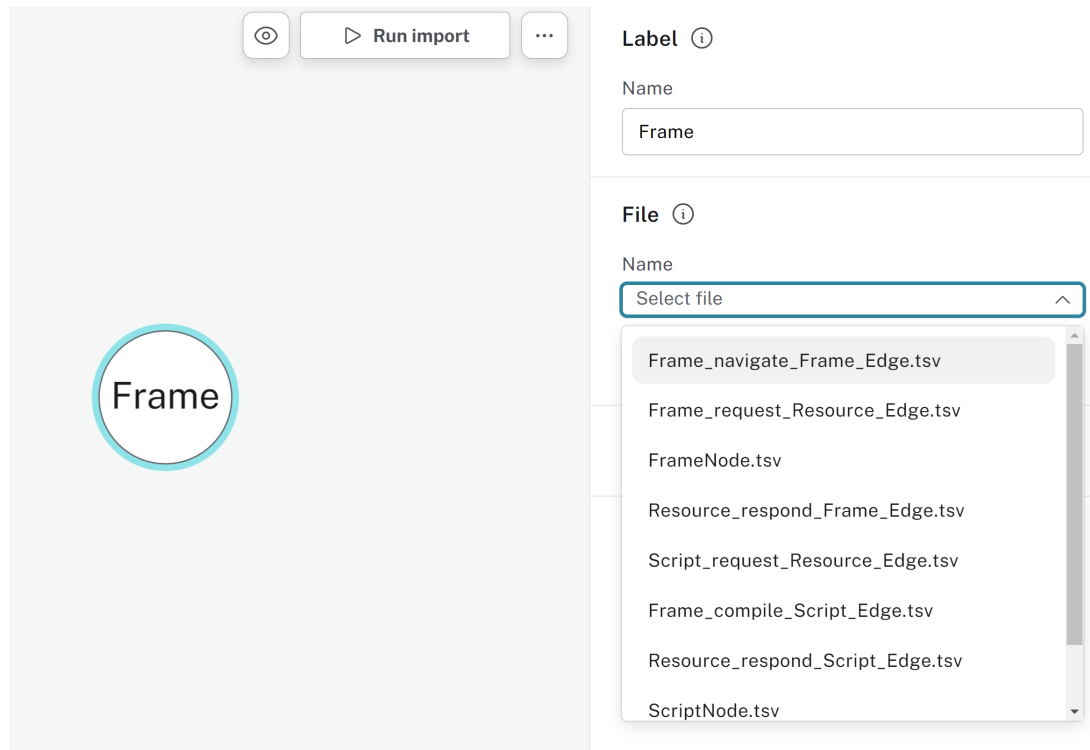 Run import
...
Label
Name
Frame
File
Name
Select file
Frame_navigate_Frame_Edge.tsv
Frame_request_Resource_Edge.tsv
FrameNode.tsv
Resource_respond_Frame_Edge.tsv
Script_request_Resource_Edge.tsv
Frame_compile_Script_Edge.tsv
Resource_respond_Script_Edge.tsv
ScriptNode.tsv
Frame